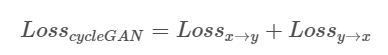 Loss_{cycleGAN} = Loss_{x→y} + Loss_{y→x}